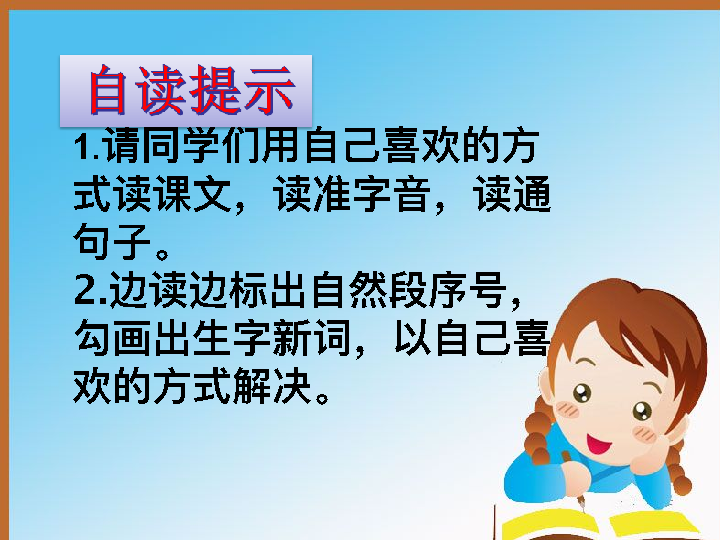 自读提示
1.请同学们用自己喜欢的方
式读课文，读准字音，读通
句子。
2.边读边标出自然段序号，
勾画出生字新词，以自己喜
欢的方式解决。